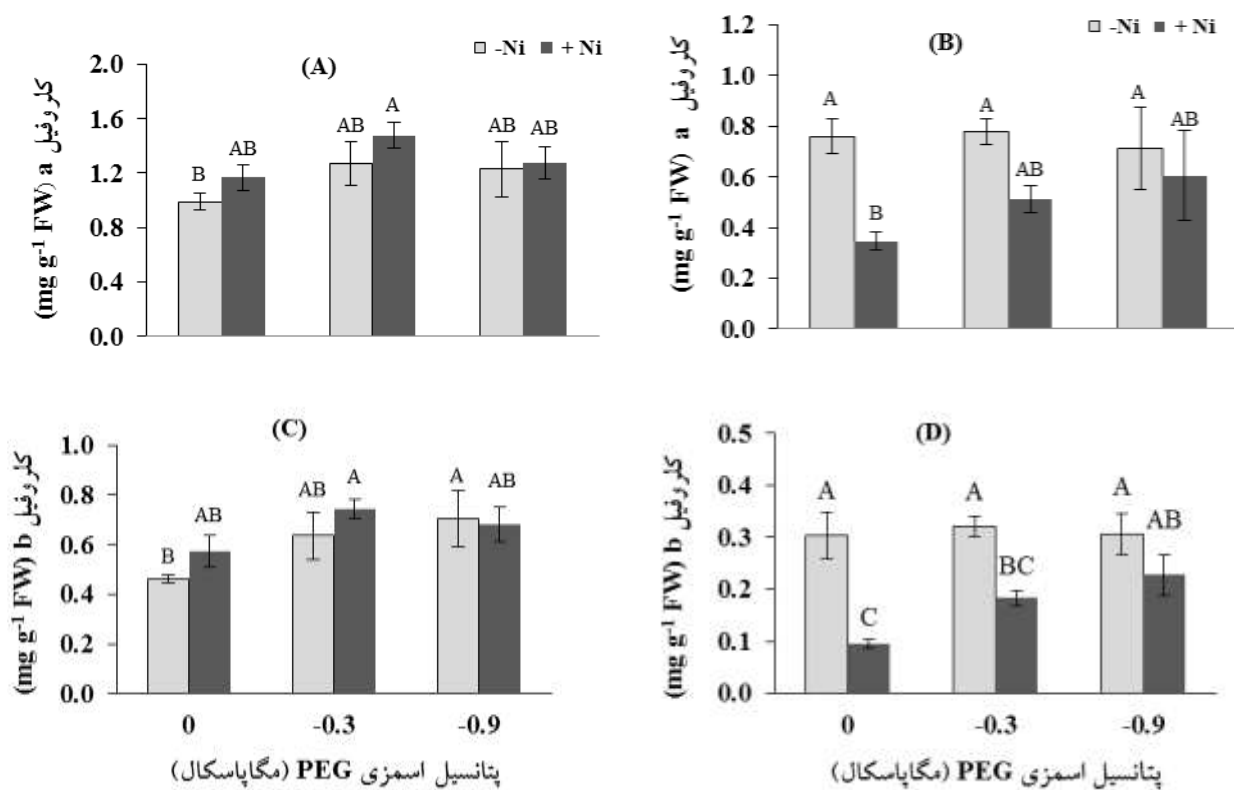 -Ni + Ni
(A)
کلروفیل a (mg g-1 FW)
2.0
1.6
1.2
0.8
0.4
0.0
B
AB
AB
A
AB
AB
-Ni + Ni
(B)
کلروفیل a (mg g-1 FW)
1.2
1.0
0.8
0.6
0.4
0.2
0.0
A
B
A
AB
A
AB
(C)
کلروفیل b (mg g-1 FW)
1.0
0.8
0.6
0.4
0.2
0.0
B
AB
AB
A
A
AB
0 -0.3 -0.9
پتانسیل اسمزی PEG (مگاپاسکال)
(D)
کلروفیل b (mg g-1 FW)
0.5
0.4
0.3
0.2
0.1
0.0
A
C
A
BC
A
AB
0 -0.3 -0.9
پتانسیل اسمزی PEG (مگاپاسکال)